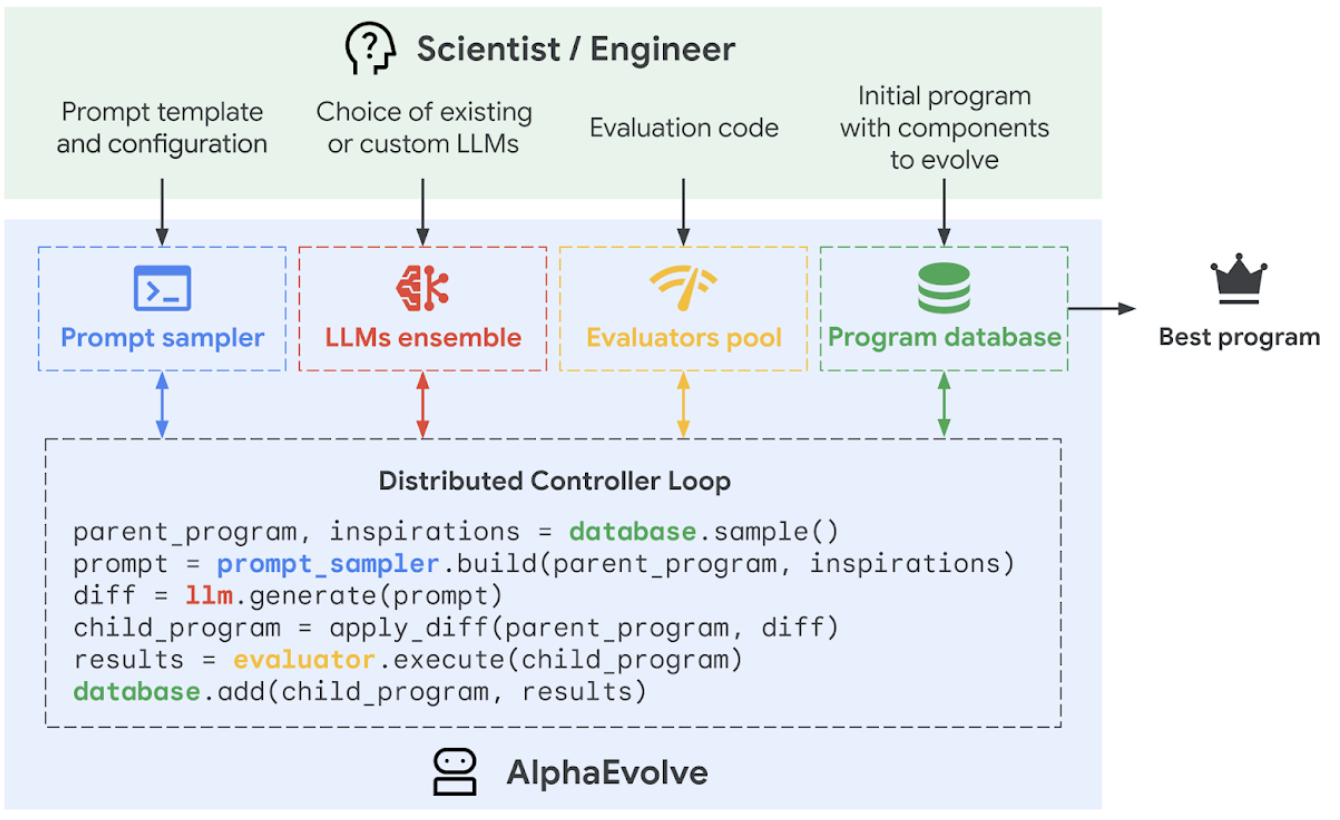 Scientist / Engineer
Prompt template
and configuration
Choice of existing
or custom LLMs
Evaluation code
Initial program
with components
to evolve
Prompt sampler
LLMs ensemble
Evaluators pool
Program database
Best program
Distributed Controller Loop
parent_program, inspirations = database.sample()
prompt = prompt_sampler.build(parent_program, inspirations)
diff = llm.generate(prompt)
child_program = apply_diff(parent_program, diff)
results = evaluator.execute(child_program)
database.add(child_program, results)
AlphaEvolve